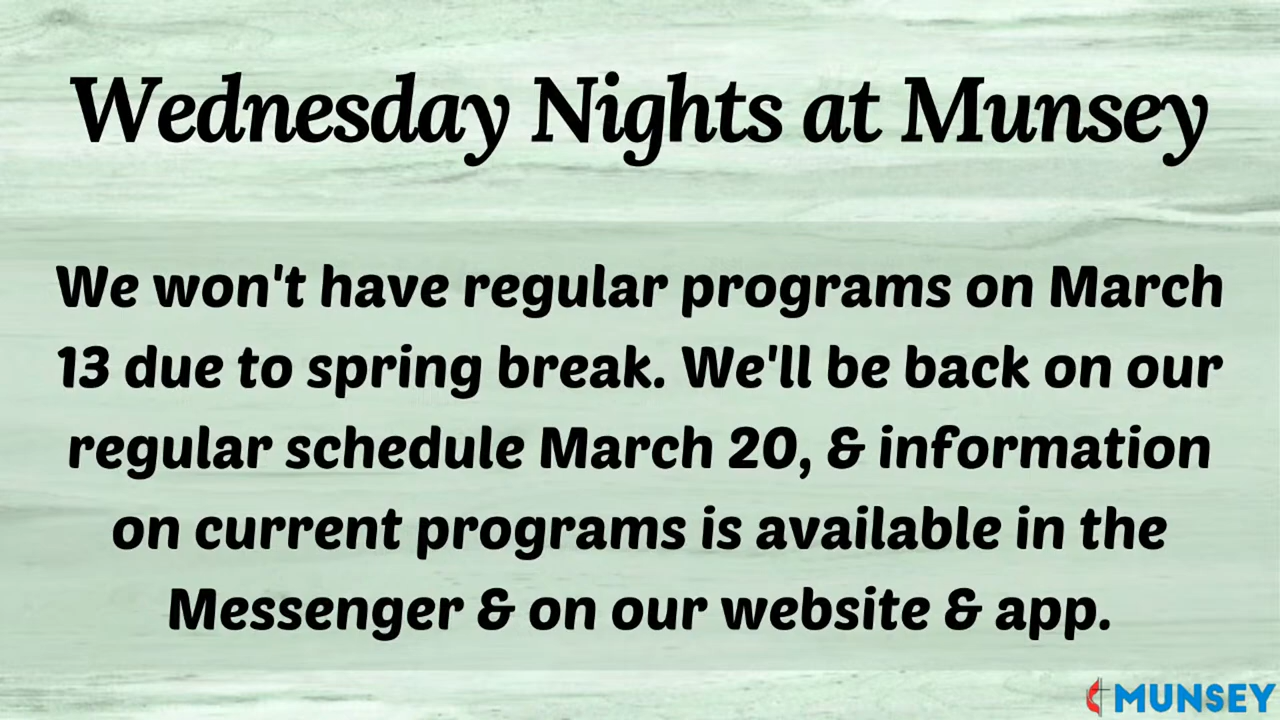 Wednesday Nights at Munsey
We won't have regular programs on March
13 due to spring break. We'll be back on our
regular schedule March 20, & information
on current programs is available in the
Messenger & on our website & app.
MUNSEY